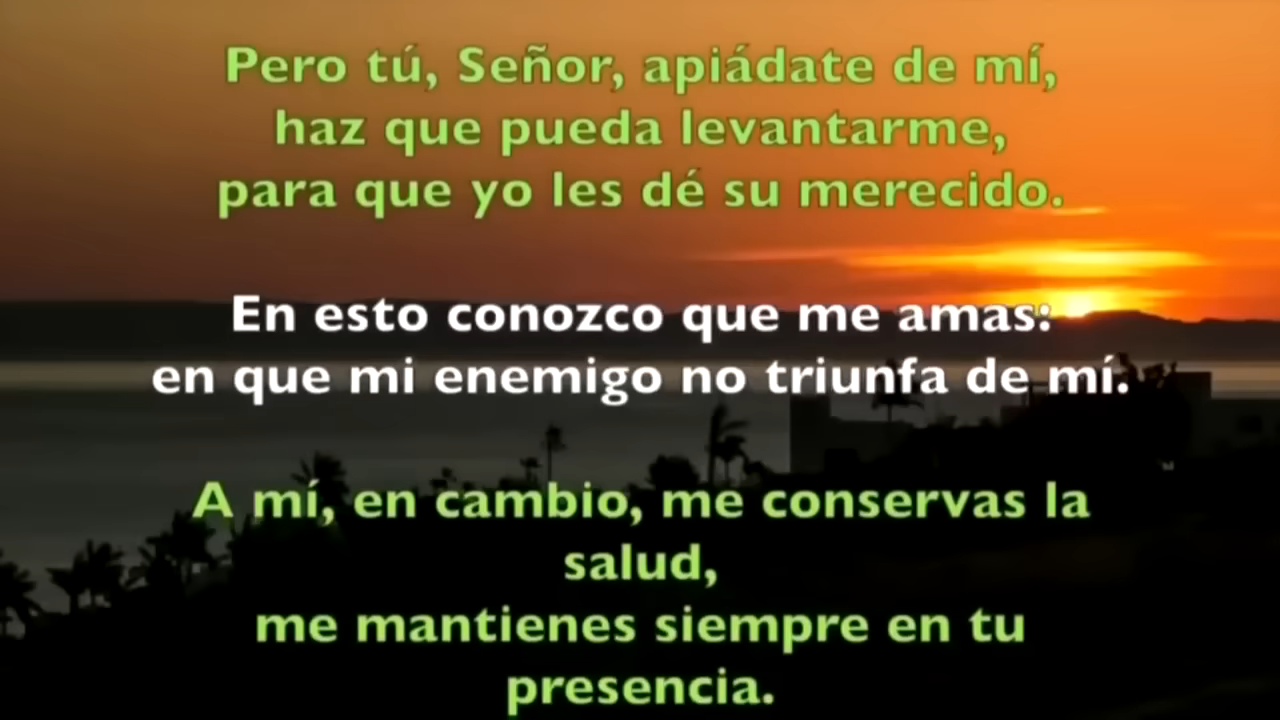 Pero tú, Señor, apiádate de mí,
haz que pueda levantarme,
para que yo les dé su merecido.
En esto conozco que me amas:
en que mi enemigo no triunfa de mí.
A mí, en cambio, me conservas la
salud,
me mantienes siempre en tu
presencia.